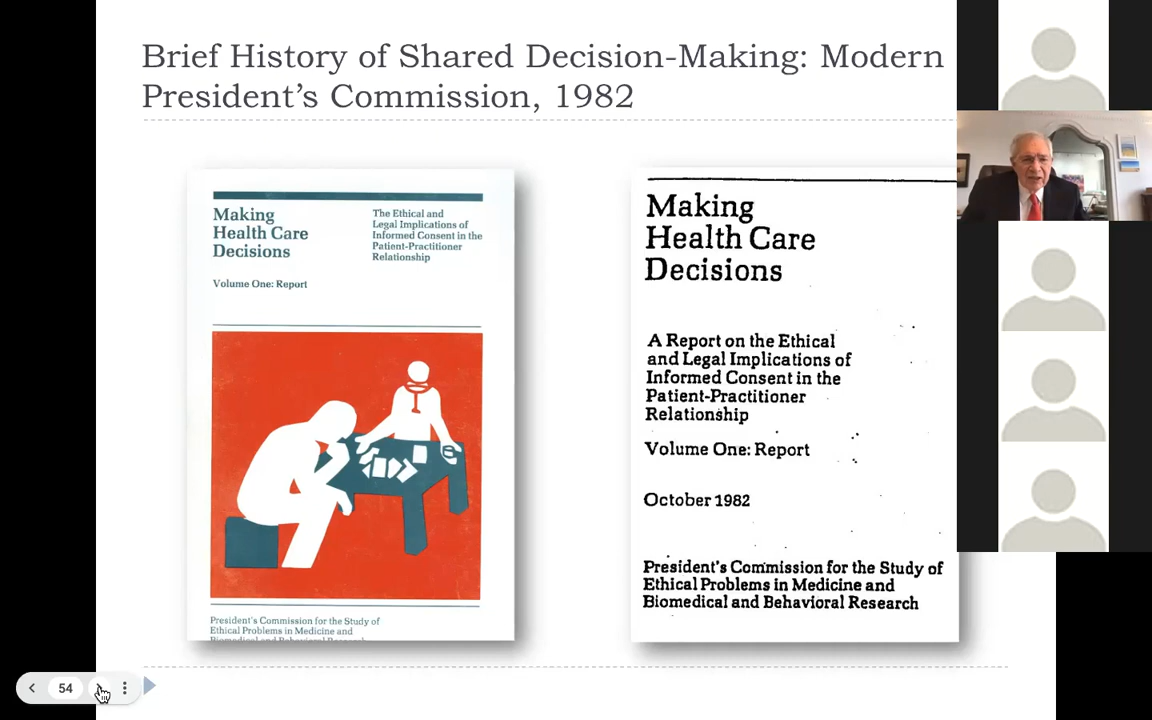 Brief History of Shared Decision-Making: Modern
President's Commission, 1982
Making
Health Care
Decisions
The Ethical and
Legal Implications of
Informed Consent in the
Patient-Practitioner
Relationship
Volume One: Report
President's Commission for the Study of
Ethical Problems in Medicine and
Biomedical and Behavioral Research
Making
Health Care
Decisions
A Report on the Ethical
and Legal Implications of
Informed Consent in the
Patient-Practitioner
Relationship
Volume One: Report
October 1982
President's Commission for the Study of
Ethical Problems in Medicine and
Biomedical and Behavioral Research
54